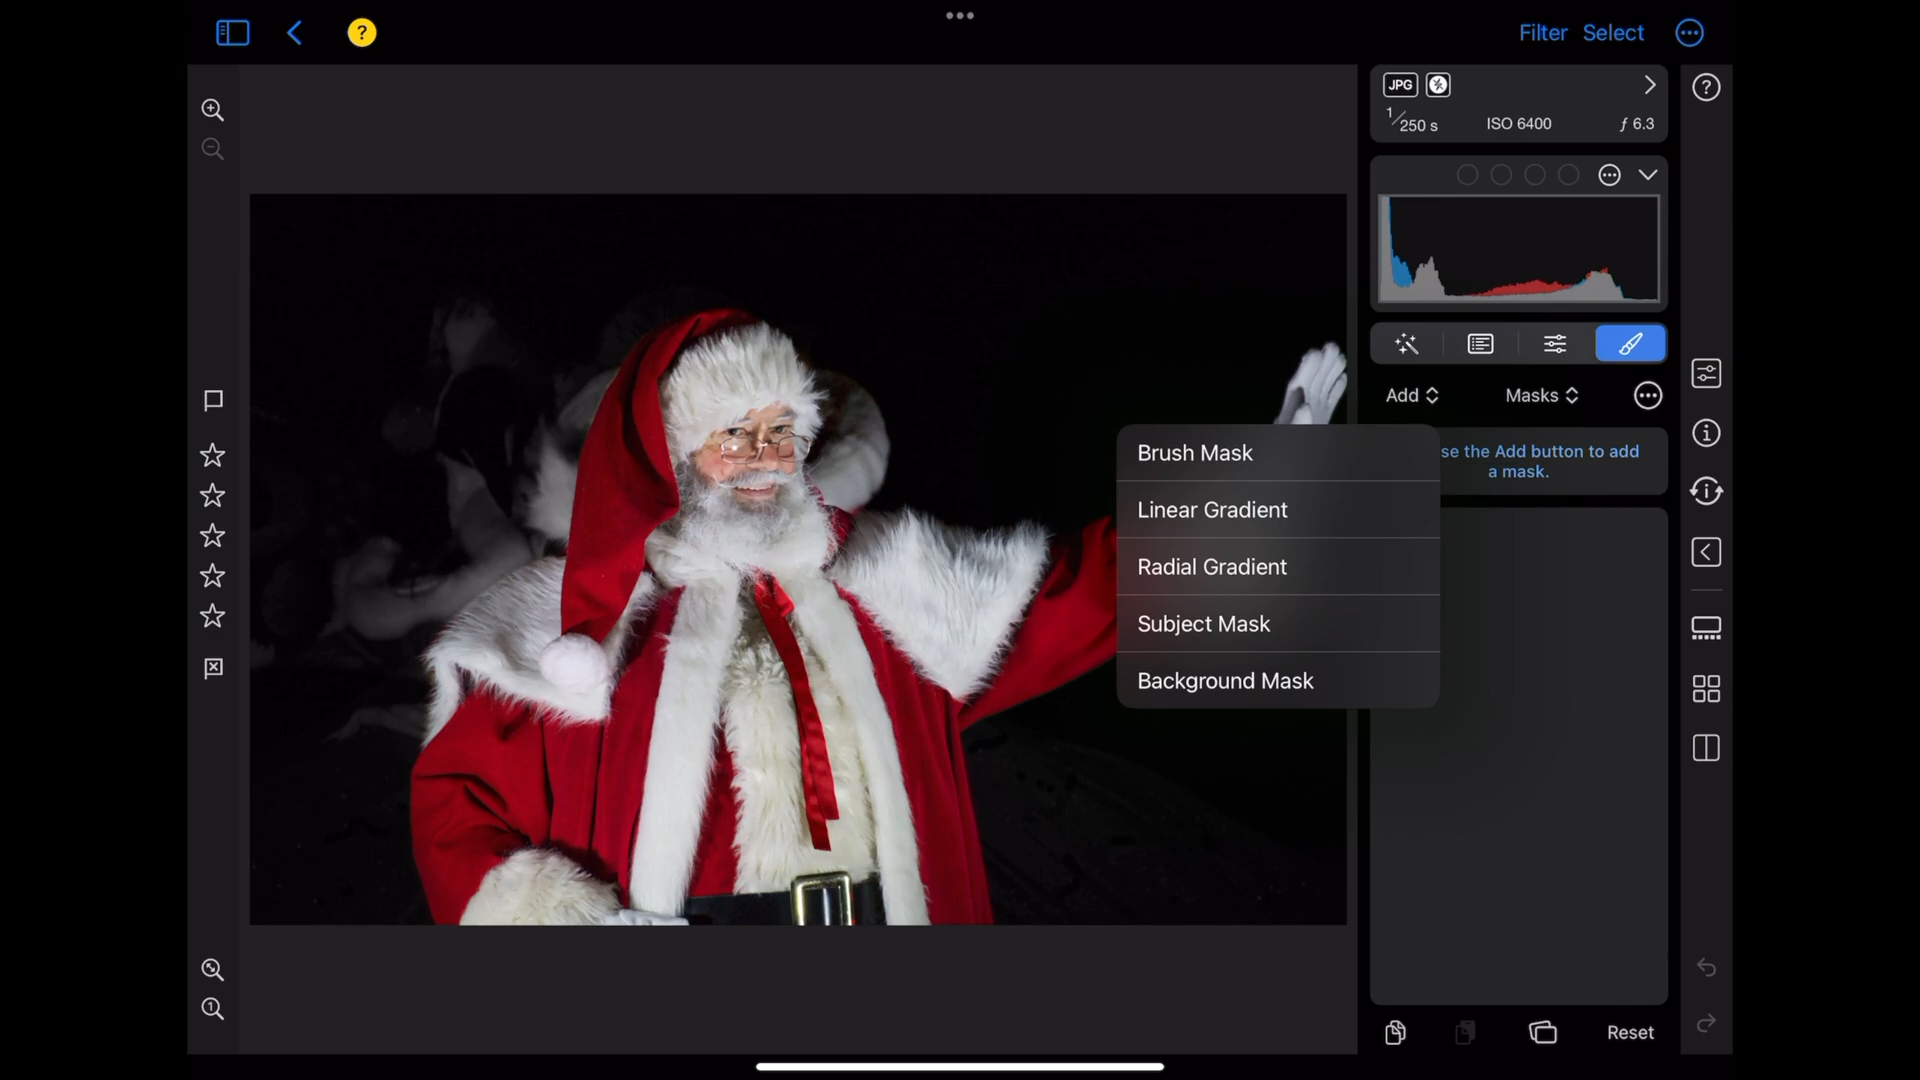 ?
Filter Select
JPG
?
1/250 s ISO 6400 ƒ 6.3
Add Masks
Brush Mask
se the Add button to add
a mask.
Linear Gradient
Radial Gradient
Subject Mask
Background Mask
1
Reset